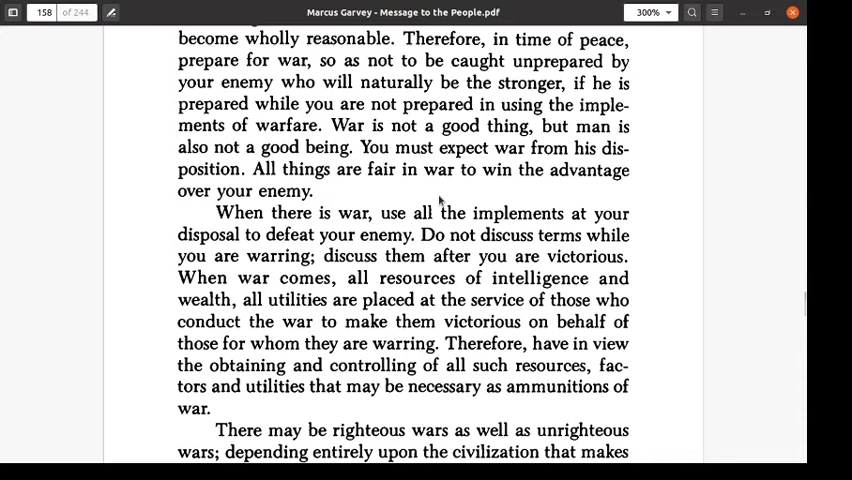 158 of 244
Marcus Garvey - Message to the People.pdf
300%
become wholly reasonable. Therefore, in time of peace,
prepare for war, so as not to be caught unprepared by
your enemy who will naturally be the stronger, if he is
prepared while you are not prepared in using the imple-
ments of warfare. War is not a good thing, but man is
also not a good being. You must expect war from his dis-
position. All things are fair in war to win the advantage
over your enemy.
When there is war, use all the implements at your
disposal to defeat your enemy. Do not discuss terms while
you are warring; discuss them after you are victorious.
When war comes, all resources of intelligence and
wealth, all utilities are placed at the service of those who
conduct the war to make them victorious on behalf of
those for whom they are warring. Therefore, have in view
the obtaining and controlling of all such resources, fac-
tors and utilities that may be necessary as ammunitions of
war.
There may be righteous wars as well as unrighteous
wars; depending entirely upon the civilization that makes